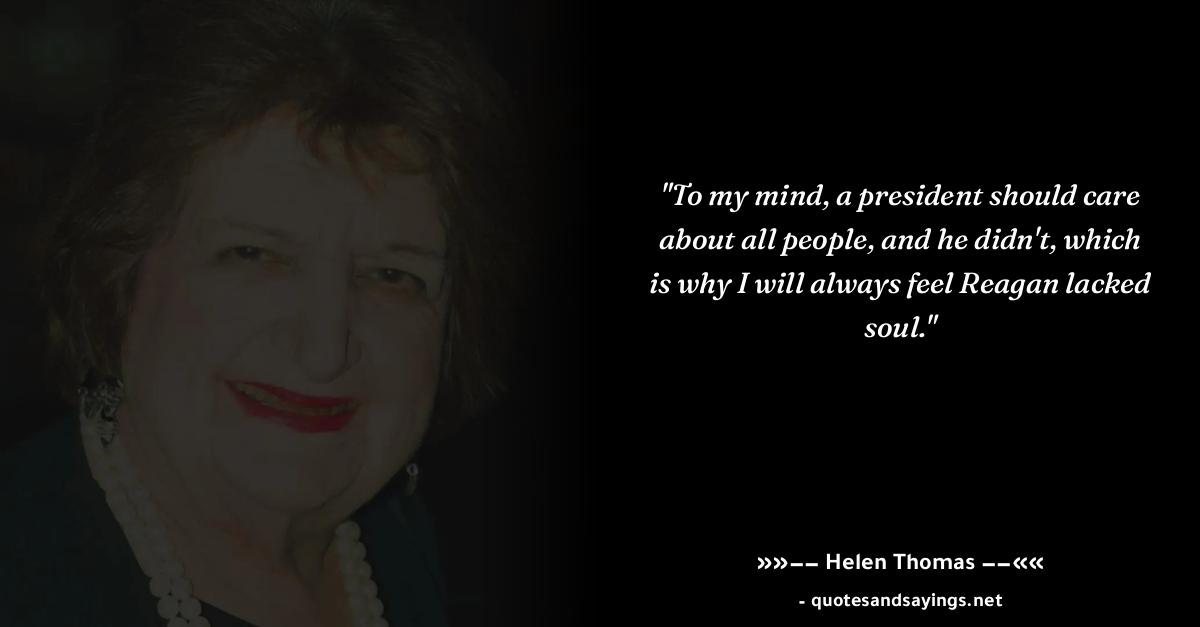 "To my mind, a president should care
about all people, and he didn't, which
is why I will always feel Reagan lacked
soul."
»»−− Helen Thomas −−««
- quotesandsayings.net